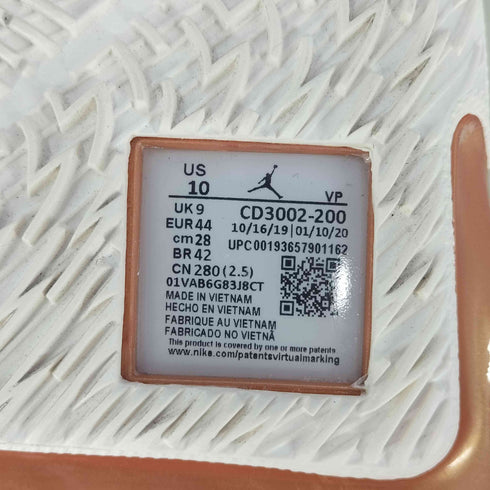 US
10
VP
UK 9
CD3002-200
EUR 44
10/16/19 | 01/10/20
cm 28
UPC 00193657901162
BR 42
CN 280 (2.5)
01VAB6G83J8CT
MADE IN VIETNAM
HECHO EN VIETNAM
FABRIQUE AU VIETNAM
FABRICADO NO VIETNÃ
This product is covered by one or more patents
www.nike.com/patentsvirtualmarking